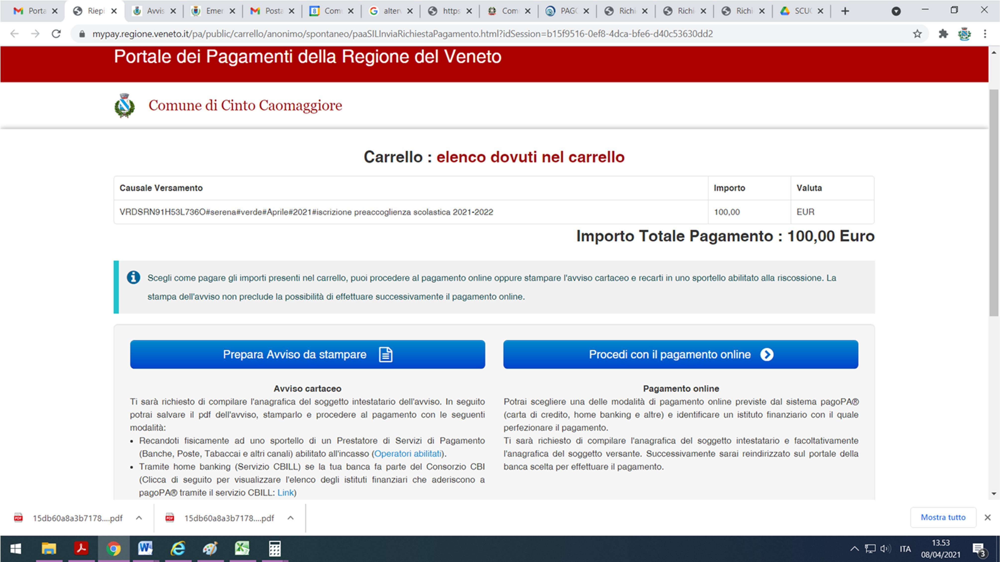 Porta
Riepi
Avvis
Emer
Posta
Com
altern
https
Com
PAGO
Richi
Richi
Richi
SCUO
mypay.regione.veneto.it/pa/public/carrello/anonimo/spontaneo/paaSILInviaRichiestaPagamento.html?idSession=b15f9516-0ef8-4dca-bfe6-d40c53630dd2
Portale dei Pagamenti della Regione del Veneto
Comune di Cinto Caomaggiore
Carrello : elenco dovuti nel carrello
Causale Versamento Importo Valuta
VRDSRN91H53L736O#serena#verde#Aprile#2021#iscrizione preaccoglienza scolastica 2021-2022 100,00 EUR
Importo Totale Pagamento : 100,00 Euro
Scegli come pagare gli importi presenti nel carrello, puoi procedere al pagamento online oppure stampare l'avviso cartaceo e recarti in uno sportello abilitato alla riscossione. La
stampa dell'avviso non preclude la possibilità di effettuare successivamente il pagamento online.
Prepara Avviso da stampare
Avviso cartaceo
Ti sarà richiesto di compilare l'anagrafica del soggetto intestatario dell'avviso. In seguito
potrai salvare il pdf dell'avviso, stamparlo e procedere al pagamento con le seguenti
modalità:
• Recandoti fisicamente ad uno sportello di un Prestatore di Servizi di Pagamento
(Banche, Poste, Tabaccai e altri canali) abilitato all'incasso (Operatori abilitati).
• Tramite home banking (Servizio CBILL) se la tua banca fa parte del Consorzio CBI
(Clicca di seguito per visualizzare l'elenco degli istituti finanziari che aderiscono a
pagoPA® tramite il servizio CBILL: Link)
Procedi con il pagamento online
Pagamento online
Potrai scegliere una delle modalità di pagamento online previste dal sistema pagoPA®
(carta di credito, home banking e altre) e identificare un istituto finanziario con il quale
perfezionare il pagamento.
Ti sarà richiesto di compilare l'anagrafica del soggetto intestatario e facoltativamente
l'anagrafica del soggetto versante. Successivamente sarai reindirizzato sul portale della
banca scelta per effettuare il pagamento.
15db60a8a3b7178....pdf
15db60a8a3b7178....pdf
Mostra tutto
ITA
13.53
08/04/2021
3